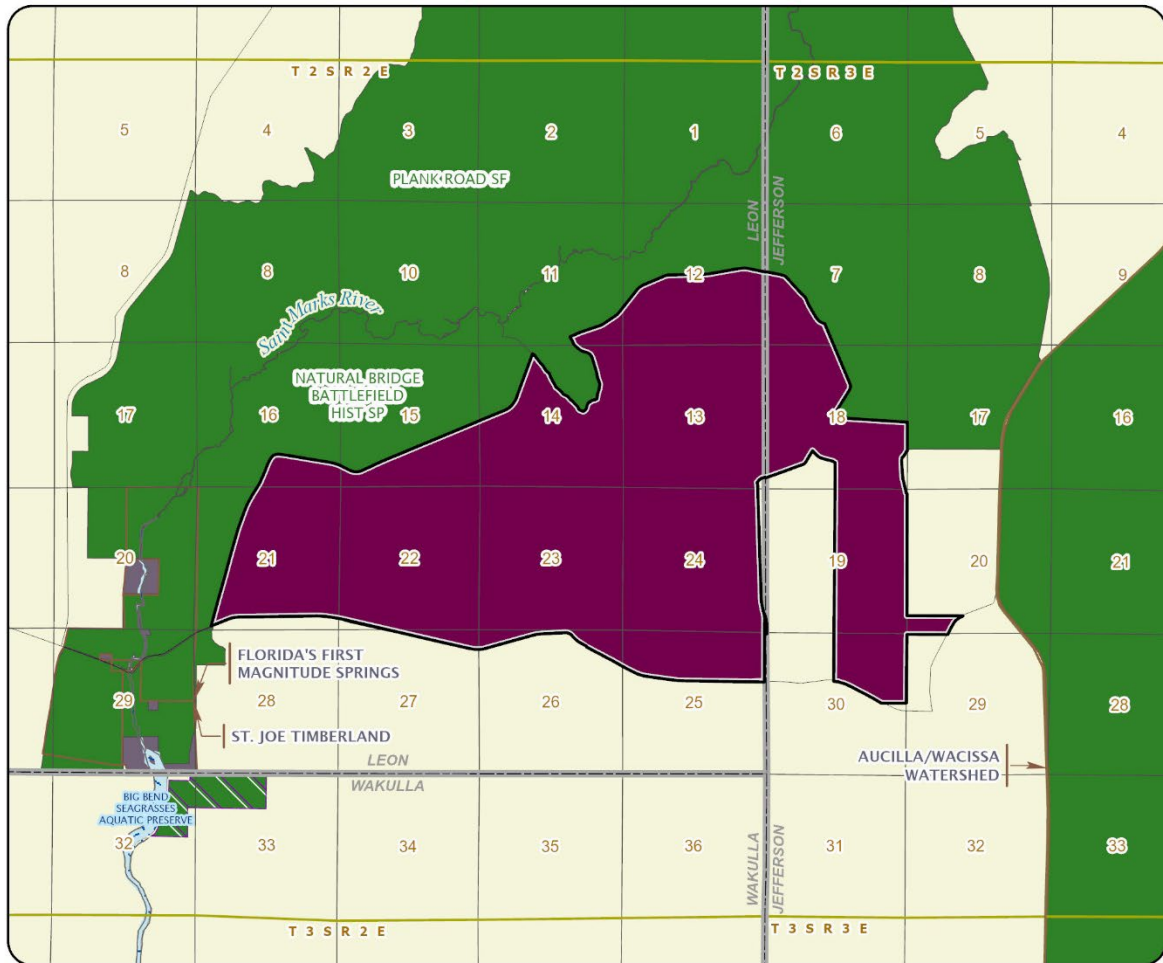 T 2 S R 2 E
T 2 S R 3 E
5
4
3
2
1
6
5
4
PLANK ROAD SF
LEON
JEFFERSON
8
8
10
11
12
7
8
9
Saint Marks River
NATURAL BRIDGE
BATTLEFIELD
HIST SP
17
16
15
14
13
18
17
16
20
21
22
23
24
19
20
21
FLORIDA'S FIRST
MAGNITUDE SPRINGS
29
28
27
26
25
30
29
28
ST. JOE TIMBERLAND
AUCILLA/WACISSA
WATERSHED
LEON
WAKULLA
BIG BEND
SEAGRASSES
AQUATIC PRESERVE
32
33
34
35
36
31
32
33
WAKULLA
JEFFERSON
T 3 S R 2 E
T 3 S R 3 E